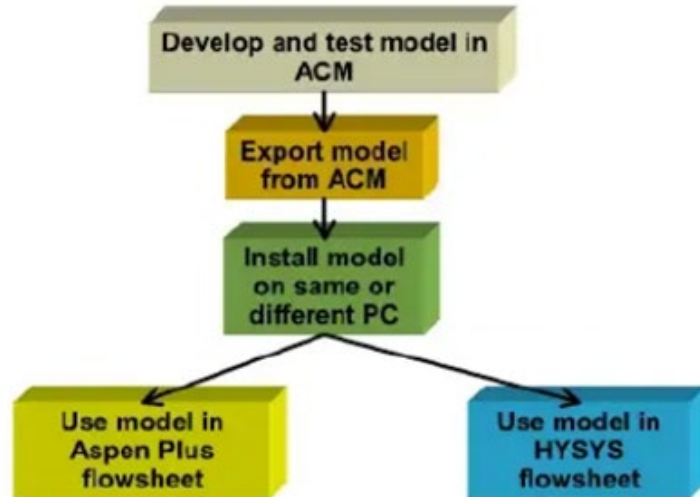 Develop and test model in
ACM
Export model
from ACM
Install model
on same or
different PC
Use model in
Aspen Plus
flowsheet
Use model in
HYSYS
flowsheet